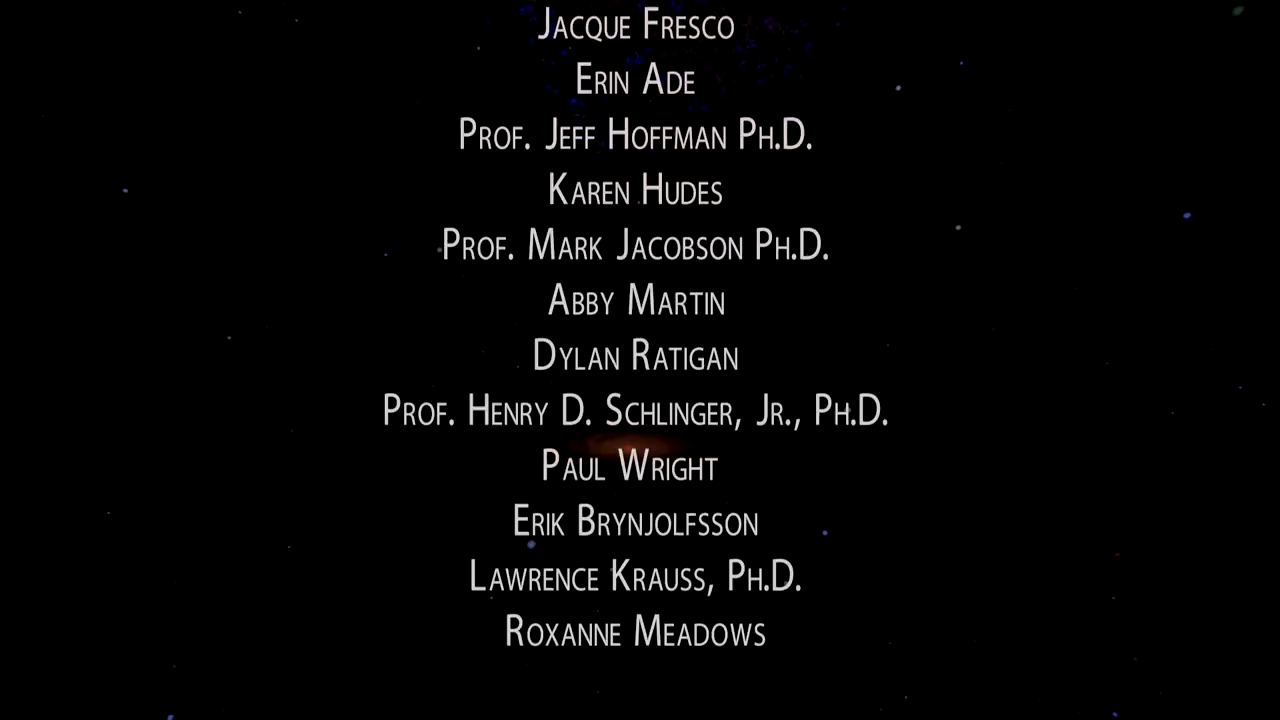 Jacque Fresco
Erin Ade
Prof. Jeff Hoffman Ph.D.
Karen Hudes
Prof. Mark Jacobson Ph.D.
Abby Martin
Dylan Ratigan
Prof. Henry D. Schlinger, Jr., Ph.D.
Paul Wright
Erik Brynjolfsson
Lawrence Krauss, Ph.D.
Roxanne Meadows